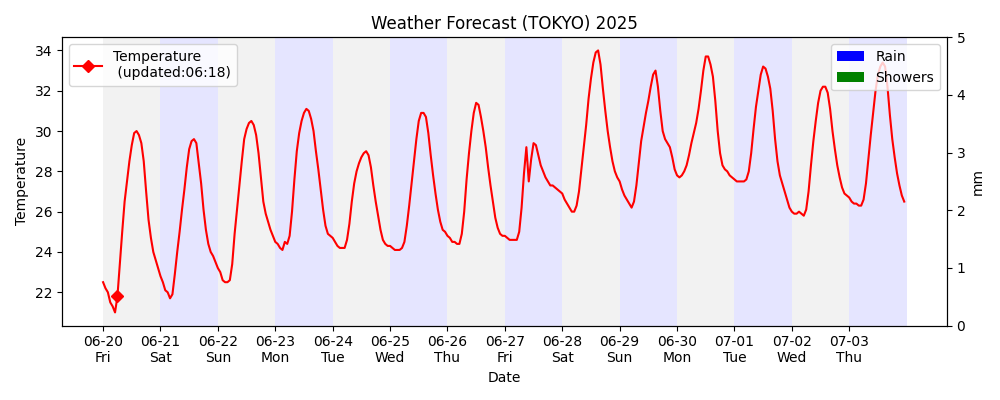 Weather Forecast (TOKYO) 2025
Temperature
(updated:06:18)
Rain
Showers
Temperature
34
32
30
28
26
24
22
5
4
3
2
1
0
mm
06-20 06-21 06-22 06-23 06-24 06-25 06-26 06-27 06-28 06-29 06-30 07-01 07-02 07-03
Fri Sat Sun Mon Tue Wed Thu Fri Sat Sun Mon Tue Wed Thu
Date